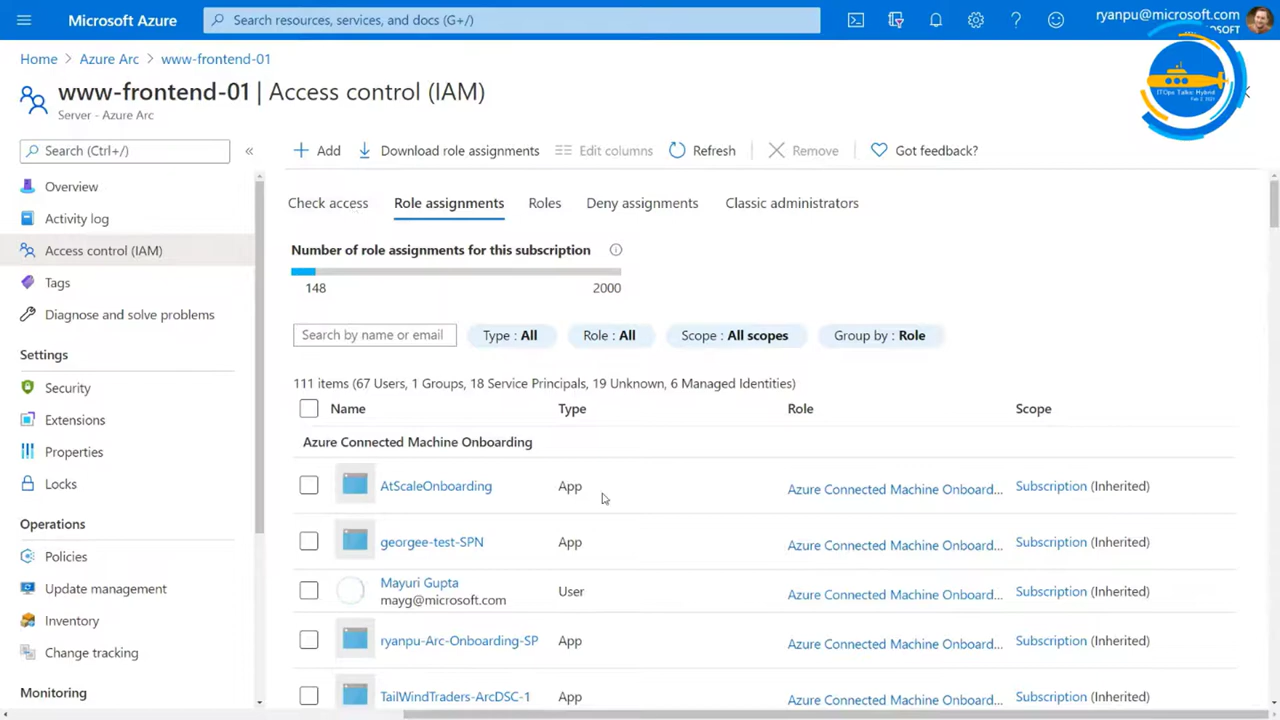 Microsoft Azure
Search resources, services, and docs (G+/)
ryanpu@microsoft.com
MICROSOFT
Home > Azure Arc > www-frontend-01
www-frontend-01 | Access control (IAM)
Server - Azure Arc
ITOps Talks: Hybrid
Feb 2, 2021
Search (Ctrl+/)
«
Add
Download role assignments
Edit columns
Refresh
Remove
Got feedback?
Overview
Activity log
Access control (IAM)
Tags
Diagnose and solve problems
Settings
Security
Extensions
Properties
Locks
Operations
Policies
Update management
Inventory
Change tracking
Monitoring
Check access Role assignments Roles Deny assignments Classic administrators
Number of role assignments for this subscription
148 2000
Search by name or email
Type : All
Role : All
Scope : All scopes
Group by : Role
111 items (67 Users, 1 Groups, 18 Service Principals, 19 Unknown, 6 Managed Identities)
Name Type Role Scope
Azure Connected Machine Onboarding
AtScaleOnboarding App Azure Connected Machine Onboard... Subscription (Inherited)
georgee-test-SPN App Azure Connected Machine Onboard... Subscription (Inherited)
Mayuri Gupta
mayg@microsoft.com User Azure Connected Machine Onboard... Subscription (Inherited)
ryanpu-Arc-Onboarding-SP App Azure Connected Machine Onboard... Subscription (Inherited)
TailWindTraders-ArcDSC-1 App Azure Connected Machine Onboard... Subscription (Inherited)